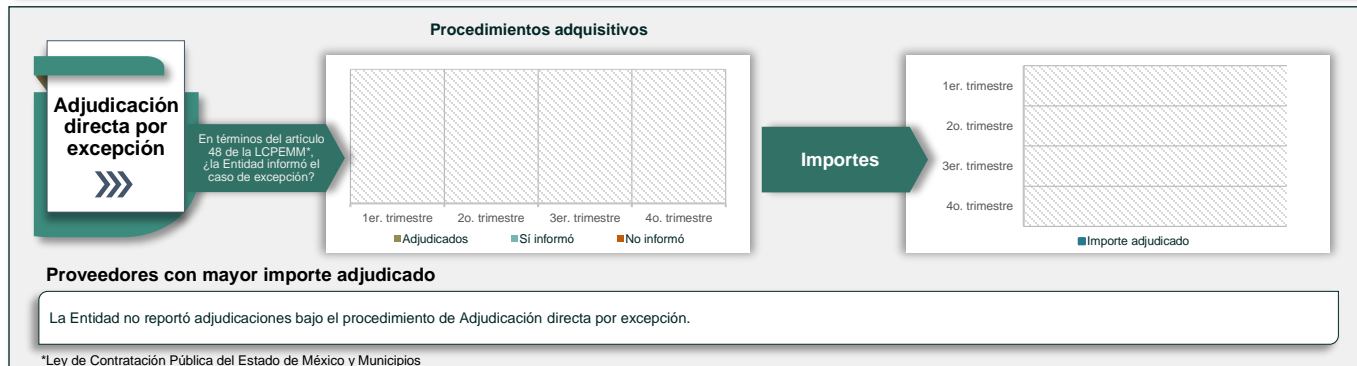 Procedimientos adquisitivos
Adjudicación
directa por
excepción
En términos del artículo
48 de la LCPEMM*,
¿la Entidad informó el
caso de excepción?
1er. trimestre
2o. trimestre
3er. trimestre
4o. trimestre
Adjudicados
Sí informó
No informó
Importes
1er. trimestre
2o. trimestre
3er. trimestre
4o. trimestre
Importe adjudicado
Proveedores con mayor importe adjudicado
La Entidad no reportó adjudicaciones bajo el procedimiento de Adjudicación directa por excepción.
*Ley de Contratación Pública del Estado de México y Municipios